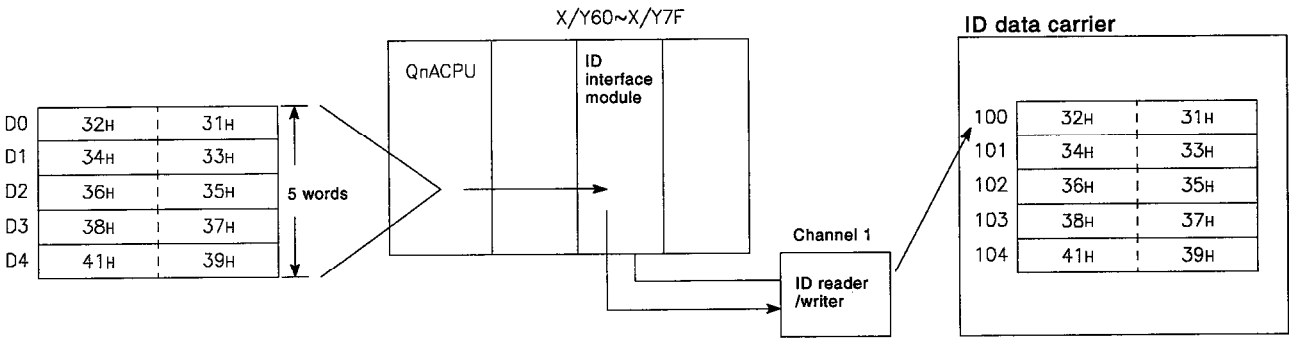 X/Y60~X/Y7F
QnACPU
ID
interface
module
D0 32H 31H
D1 34H 33H
D2 36H 35H
D3 38H 37H
D4 41H 39H
5 words
Channel 1
ID reader
/writer
ID data carrier
100 32H 31H
101 34H 33H
102 36H 35H
103 38H 37H
104 41H 39H